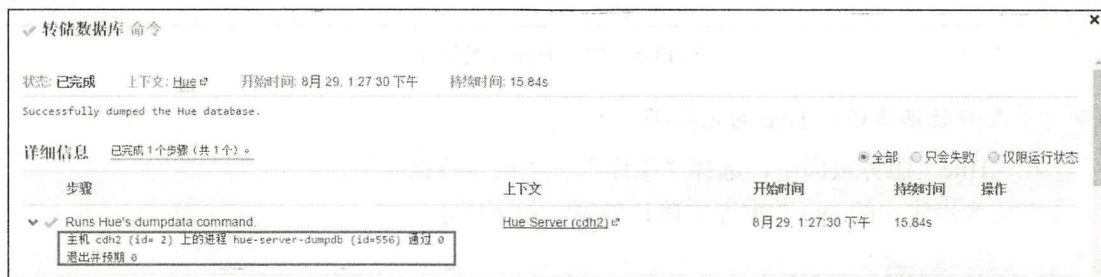 转储数据库 命令
×
状态: 已完成 上下文: Hue 开始时间: 8月 29, 1:27:30 下午 持续时间: 15.84s
Successfully dumped the Hue database.
详细信息 已完成 1 个步骤（共 1 个）。
全部 只会失败 仅限运行状态
步骤 上下文 开始时间 持续时间 操作
Runs Hue's dumpdata command. Hue Server (cdh2) 8月 29, 1:27:30 下午 15.84s
主机 cdh2 (id= 2) 上的进程 hue-server-dumpdb (id=556) 通过 0
退出并预期 0